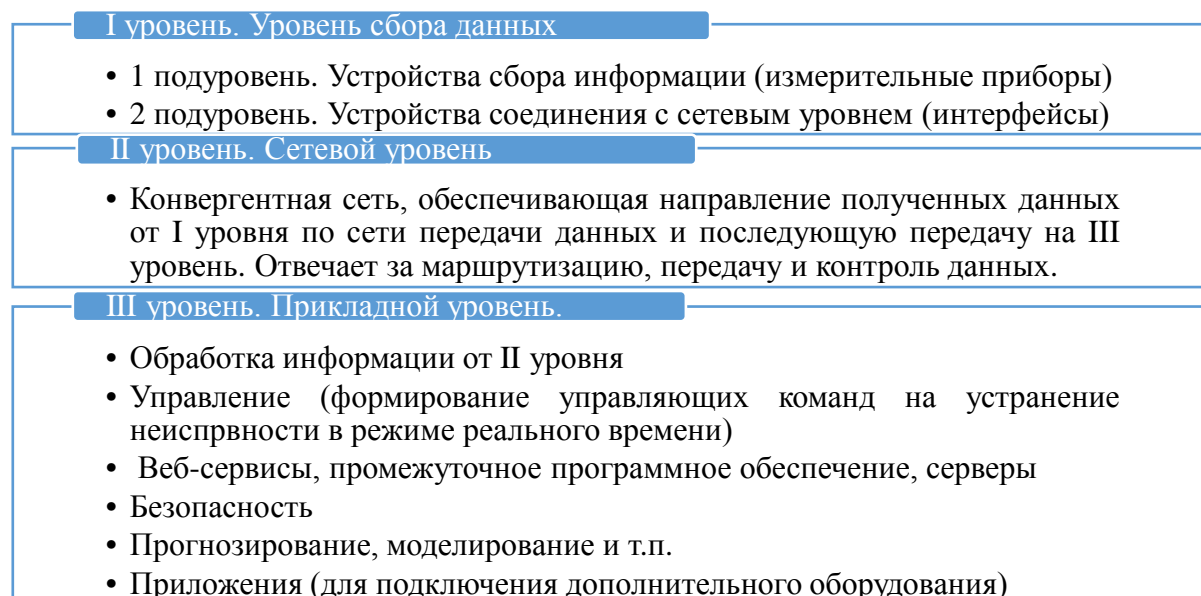 I уровень. Уровень сбора данных
• 1 подуровень. Устройства сбора информации (измерительные приборы)
• 2 подуровень. Устройства соединения с сетевым уровнем (интерфейсы)
II уровень. Сетевой уровень
• Конвергентная сеть, обеспечивающая направление полученных данных
от I уровня по сети передачи данных и последующую передачу на III
уровень. Отвечает за маршрутизацию, передачу и контроль данных.
III уровень. Прикладной уровень.
• Обработка информации от II уровня
• Управление (формирование управляющих команд на устранение
неиспрвности в режиме реального времени)
• Веб-сервисы, промежуточное программное обеспечение, серверы
• Безопасность
• Прогнозирование, моделирование и т.п.
• Приложения (для подключения дополнительного оборудования)